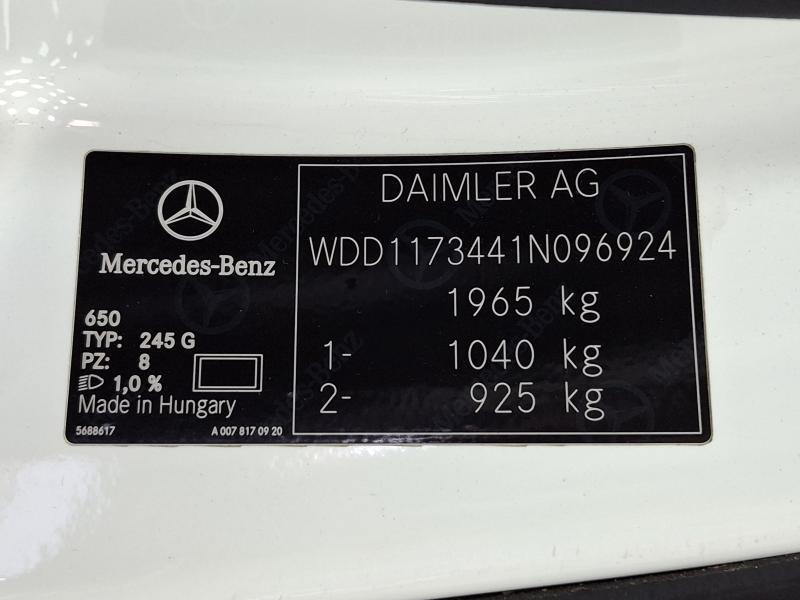 Mercedes-Benz
650
TYP: 245 G
PZ: 8
1,0 %
Made in Hungary
5688617 A 007 817 09 20
DAIMLER AG
WDD1173441N096924
1965 kg
1- 1040 kg
2- 925 kg